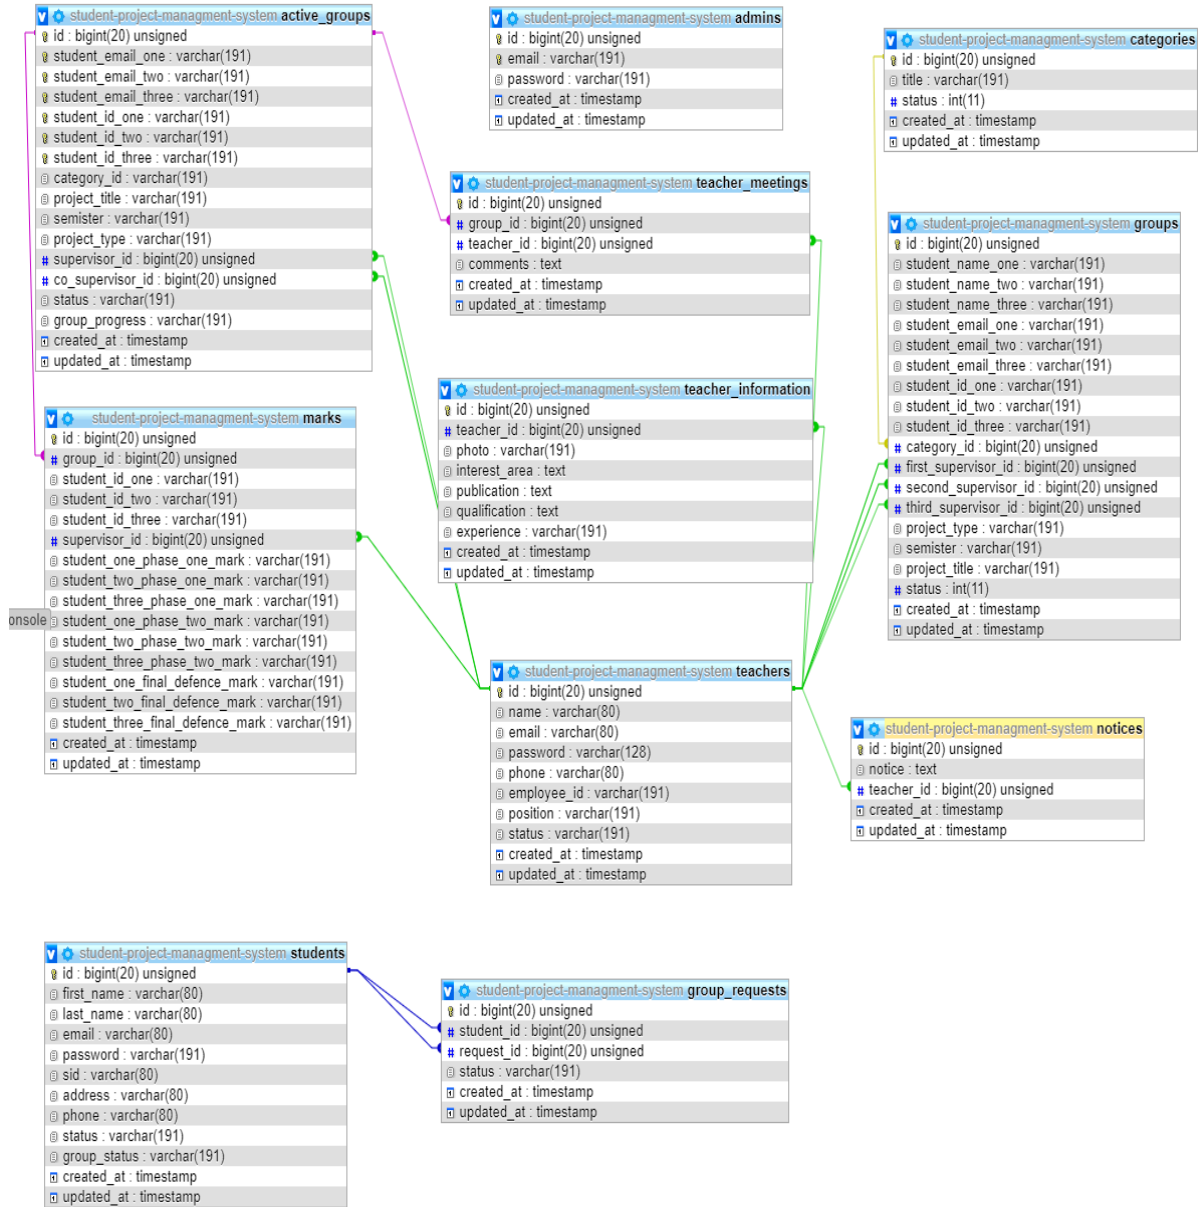 student-project-managment-system active_groups
id : bigint(20) unsigned
student_email_one : varchar(191)
student_email_two : varchar(191)
student_email_three : varchar(191)
student_id_one : varchar(191)
student_id_two : varchar(191)
student_id_three : varchar(191)
category_id : varchar(191)
project_title : varchar(191)
semister : varchar(191)
project_type : varchar(191)
supervisor_id : bigint(20) unsigned
co_supervisor_id : bigint(20) unsigned
status : varchar(191)
group_progress : varchar(191)
created_at : timestamp
updated_at : timestamp
student-project-managment-system admins
id : bigint(20) unsigned
email : varchar(191)
password : varchar(191)
created_at : timestamp
updated_at : timestamp
student-project-managment-system categories
id : bigint(20) unsigned
title : varchar(191)
status : int(11)
created_at : timestamp
updated_at : timestamp
student-project-managment-system teacher_meetings
id : bigint(20) unsigned
group_id : bigint(20) unsigned
teacher_id : bigint(20) unsigned
comments : text
created_at : timestamp
updated_at : timestamp
student-project-managment-system groups
id : bigint(20) unsigned
student_name_one : varchar(191)
student_name_two : varchar(191)
student_name_three : varchar(191)
student_email_one : varchar(191)
student_email_two : varchar(191)
student_email_three : varchar(191)
student_id_one : varchar(191)
student_id_two : varchar(191)
student_id_three : varchar(191)
category_id : bigint(20) unsigned
first_supervisor_id : bigint(20) unsigned
second_supervisor_id : bigint(20) unsigned
third_supervisor_id : bigint(20) unsigned
project_type : varchar(191)
semister : varchar(191)
project_title : varchar(191)
status : int(11)
created_at : timestamp
updated_at : timestamp
student-project-managment-system teacher_information
id : bigint(20) unsigned
teacher_id : bigint(20) unsigned
photo : varchar(191)
interest_area : text
publication : text
qualification : text
experience : varchar(191)
created_at : timestamp
updated_at : timestamp
student-project-managment-system marks
id : bigint(20) unsigned
group_id : bigint(20) unsigned
student_id_one : varchar(191)
student_id_two : varchar(191)
student_id_three : varchar(191)
supervisor_id : bigint(20) unsigned
student_one_phase_one_mark : varchar(191)
student_two_phase_one_mark : varchar(191)
student_three_phase_one_mark : varchar(191)
onsole
student_one_phase_two_mark : varchar(191)
student_two_phase_two_mark : varchar(191)
student_three_phase_two_mark : varchar(191)
student_one_final_defence_mark : varchar(191)
student_two_final_defence_mark : varchar(191)
student_three_final_defence_mark : varchar(191)
created_at : timestamp
updated_at : timestamp
student-project-managment-system teachers
id : bigint(20) unsigned
name : varchar(80)
email : varchar(80)
password : varchar(128)
phone : varchar(80)
employee_id : varchar(191)
position : varchar(191)
status : varchar(191)
created_at : timestamp
updated_at : timestamp
student-project-managment-system notices
id : bigint(20) unsigned
notice : text
teacher_id : bigint(20) unsigned
created_at : timestamp
updated_at : timestamp
student-project-managment-system students
id : bigint(20) unsigned
first_name : varchar(80)
last_name : varchar(80)
email : varchar(80)
password : varchar(191)
sid : varchar(80)
address : varchar(80)
phone : varchar(80)
status : varchar(191)
group_status : varchar(191)
created_at : timestamp
updated_at : timestamp
student-project-managment-system group_requests
id : bigint(20) unsigned
student_id : bigint(20) unsigned
request_id : bigint(20) unsigned
status : varchar(191)
created_at : timestamp
updated_at : timestamp